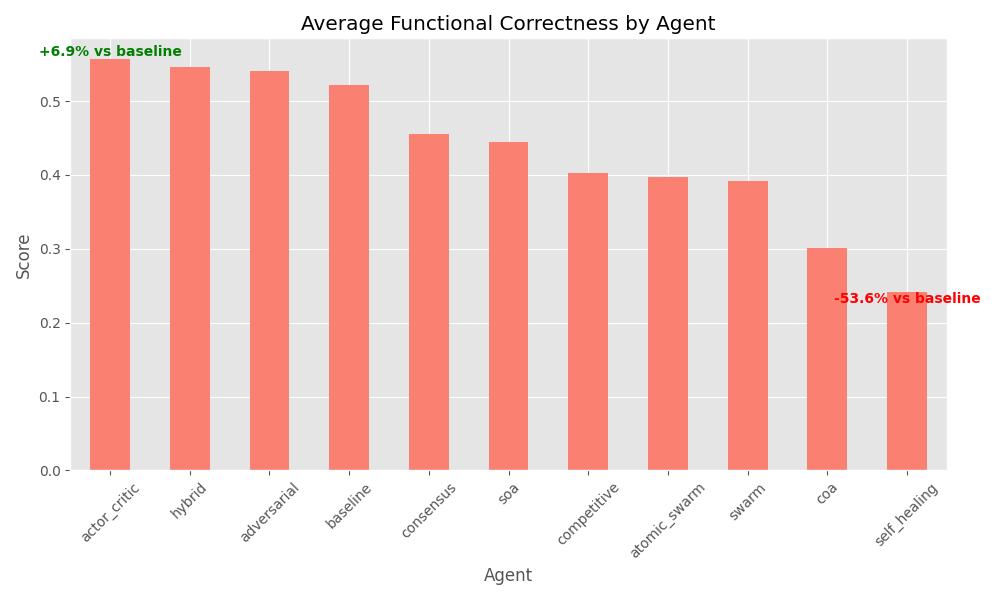 Average Functional Correctness by Agent
+6.9% vs baseline
-53.6% vs baseline
Score
0.5
0.4
0.3
0.2
0.1
0.0
actor_critic
hybrid
adversarial
baseline
consensus
soa
competitive
atomic_swarm
swarm
coa
self_healing
Agent